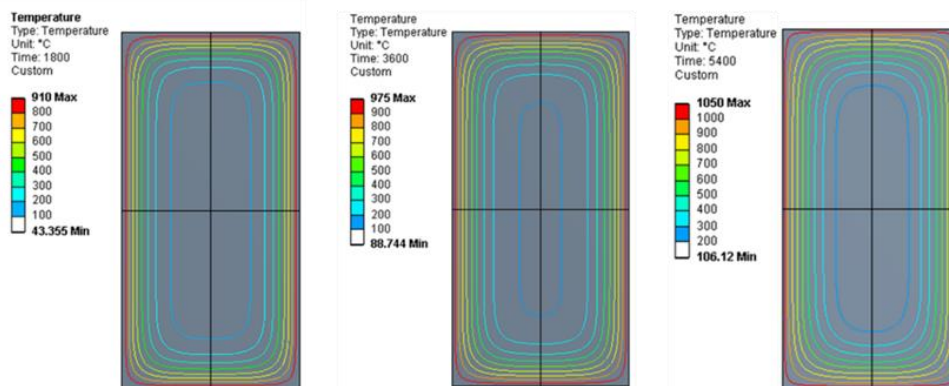 Temperature
Type: Temperature
Unit: °C
Time: 1800
Custom
910 Max
800
700
600
500
400
300
200
100
43.355 Min
Temperature
Type: Temperature
Unit: °C
Time: 3600
Custom
975 Max
900
800
700
600
500
400
300
200
100
88.744 Min
Temperature
Type: Temperature
Unit: °C
Time: 5400
Custom
1050 Max
1000
900
800
700
600
500
400
300
200
106.12 Min